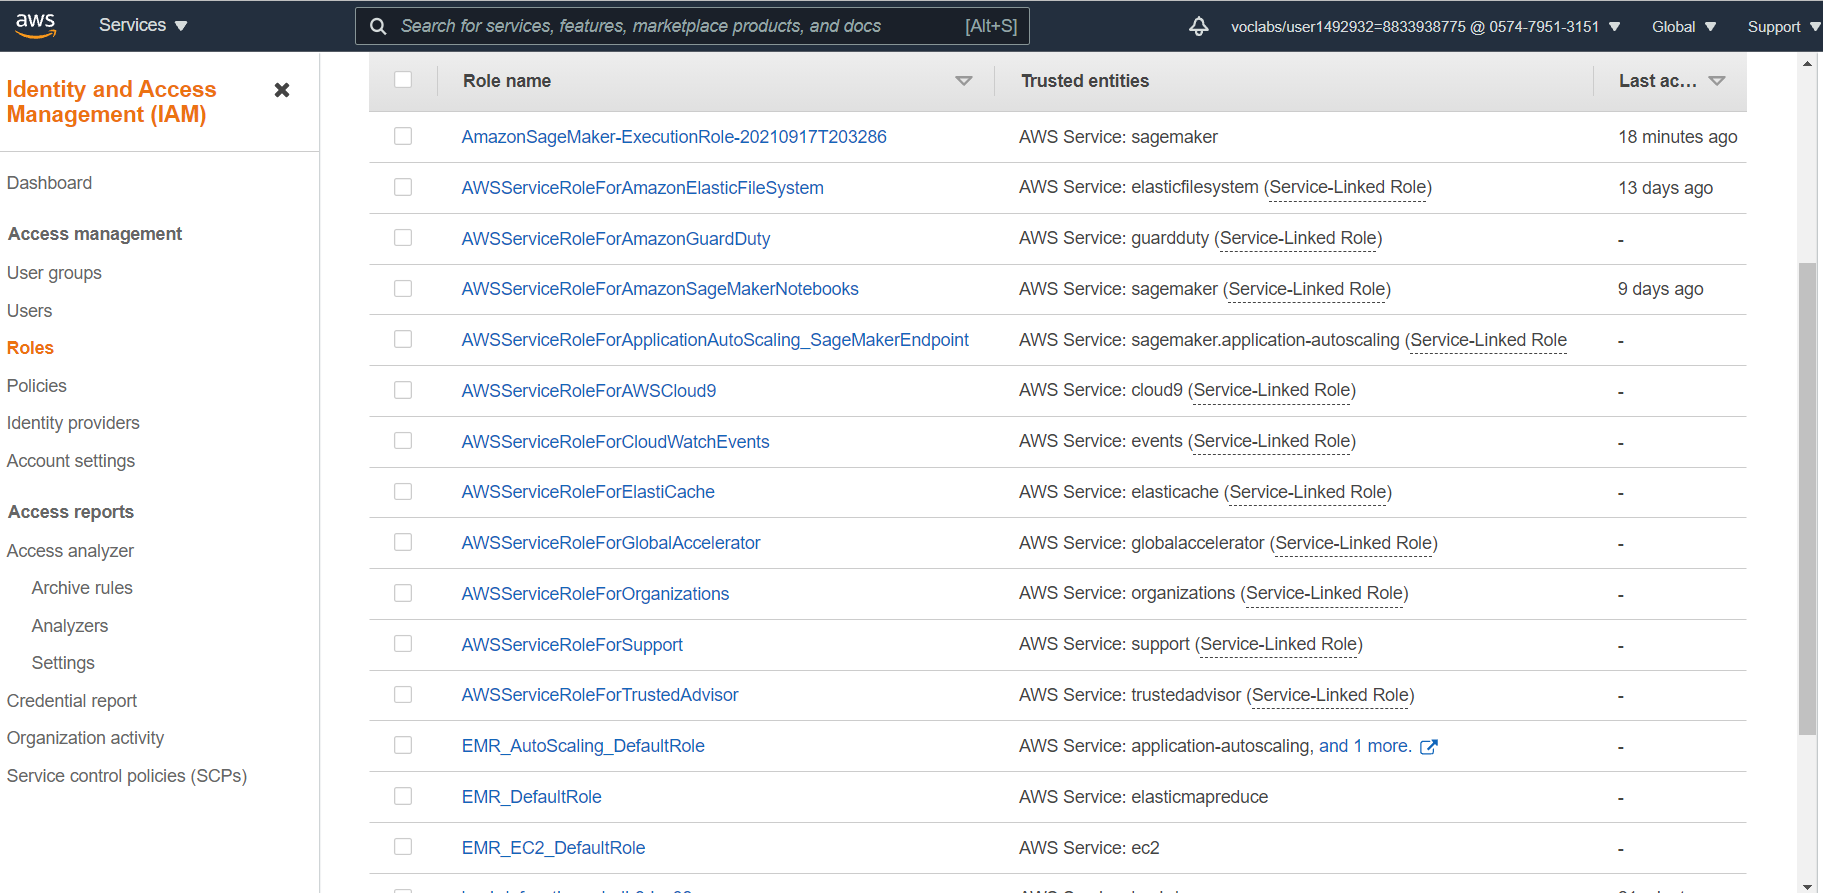 aws
Services
Search for services, features, marketplace products, and docs
[Alt+S]
voclabs/user1492932=8833938775 @ 0574-7951-3151
Global
Support
Identity and Access
Management (IAM)
Dashboard
Access management
User groups
Users
Roles
Policies
Identity providers
Account settings
Access reports
Access analyzer
Archive rules
Analyzers
Settings
Credential report
Organization activity
Service control policies (SCPs)
Role name
Trusted entities
Last ac...
AmazonSageMaker-ExecutionRole-20210917T203286
AWS Service: sagemaker
18 minutes ago
AWSServiceRoleForAmazonElasticFileSystem
AWS Service: elasticfilesystem (Service-Linked Role)
13 days ago
AWSServiceRoleForAmazonGuardDuty
AWS Service: guardduty (Service-Linked Role)
-
AWSServiceRoleForAmazonSageMakerNotebooks
AWS Service: sagemaker (Service-Linked Role)
9 days ago
AWSServiceRoleForApplicationAutoScaling_SageMakerEndpoint
AWS Service: sagemaker.application-autoscaling (Service-Linked Role
-
AWSServiceRoleForAWSCloud9
AWS Service: cloud9 (Service-Linked Role)
-
AWSServiceRoleForCloudWatchEvents
AWS Service: events (Service-Linked Role)
-
AWSServiceRoleForElastiCache
AWS Service: elasticache (Service-Linked Role)
-
AWSServiceRoleForGlobalAccelerator
AWS Service: globalaccelerator (Service-Linked Role)
-
AWSServiceRoleForOrganizations
AWS Service: organizations (Service-Linked Role)
-
AWSServiceRoleForSupport
AWS Service: support (Service-Linked Role)
-
AWSServiceRoleForTrustedAdvisor
AWS Service: trustedadvisor (Service-Linked Role)
-
EMR_AutoScaling_DefaultRole
AWS Service: application-autoscaling, and 1 more.
-
EMR_DefaultRole
AWS Service: elasticmapreduce
-
EMR_EC2_DefaultRole
AWS Service: ec2
-